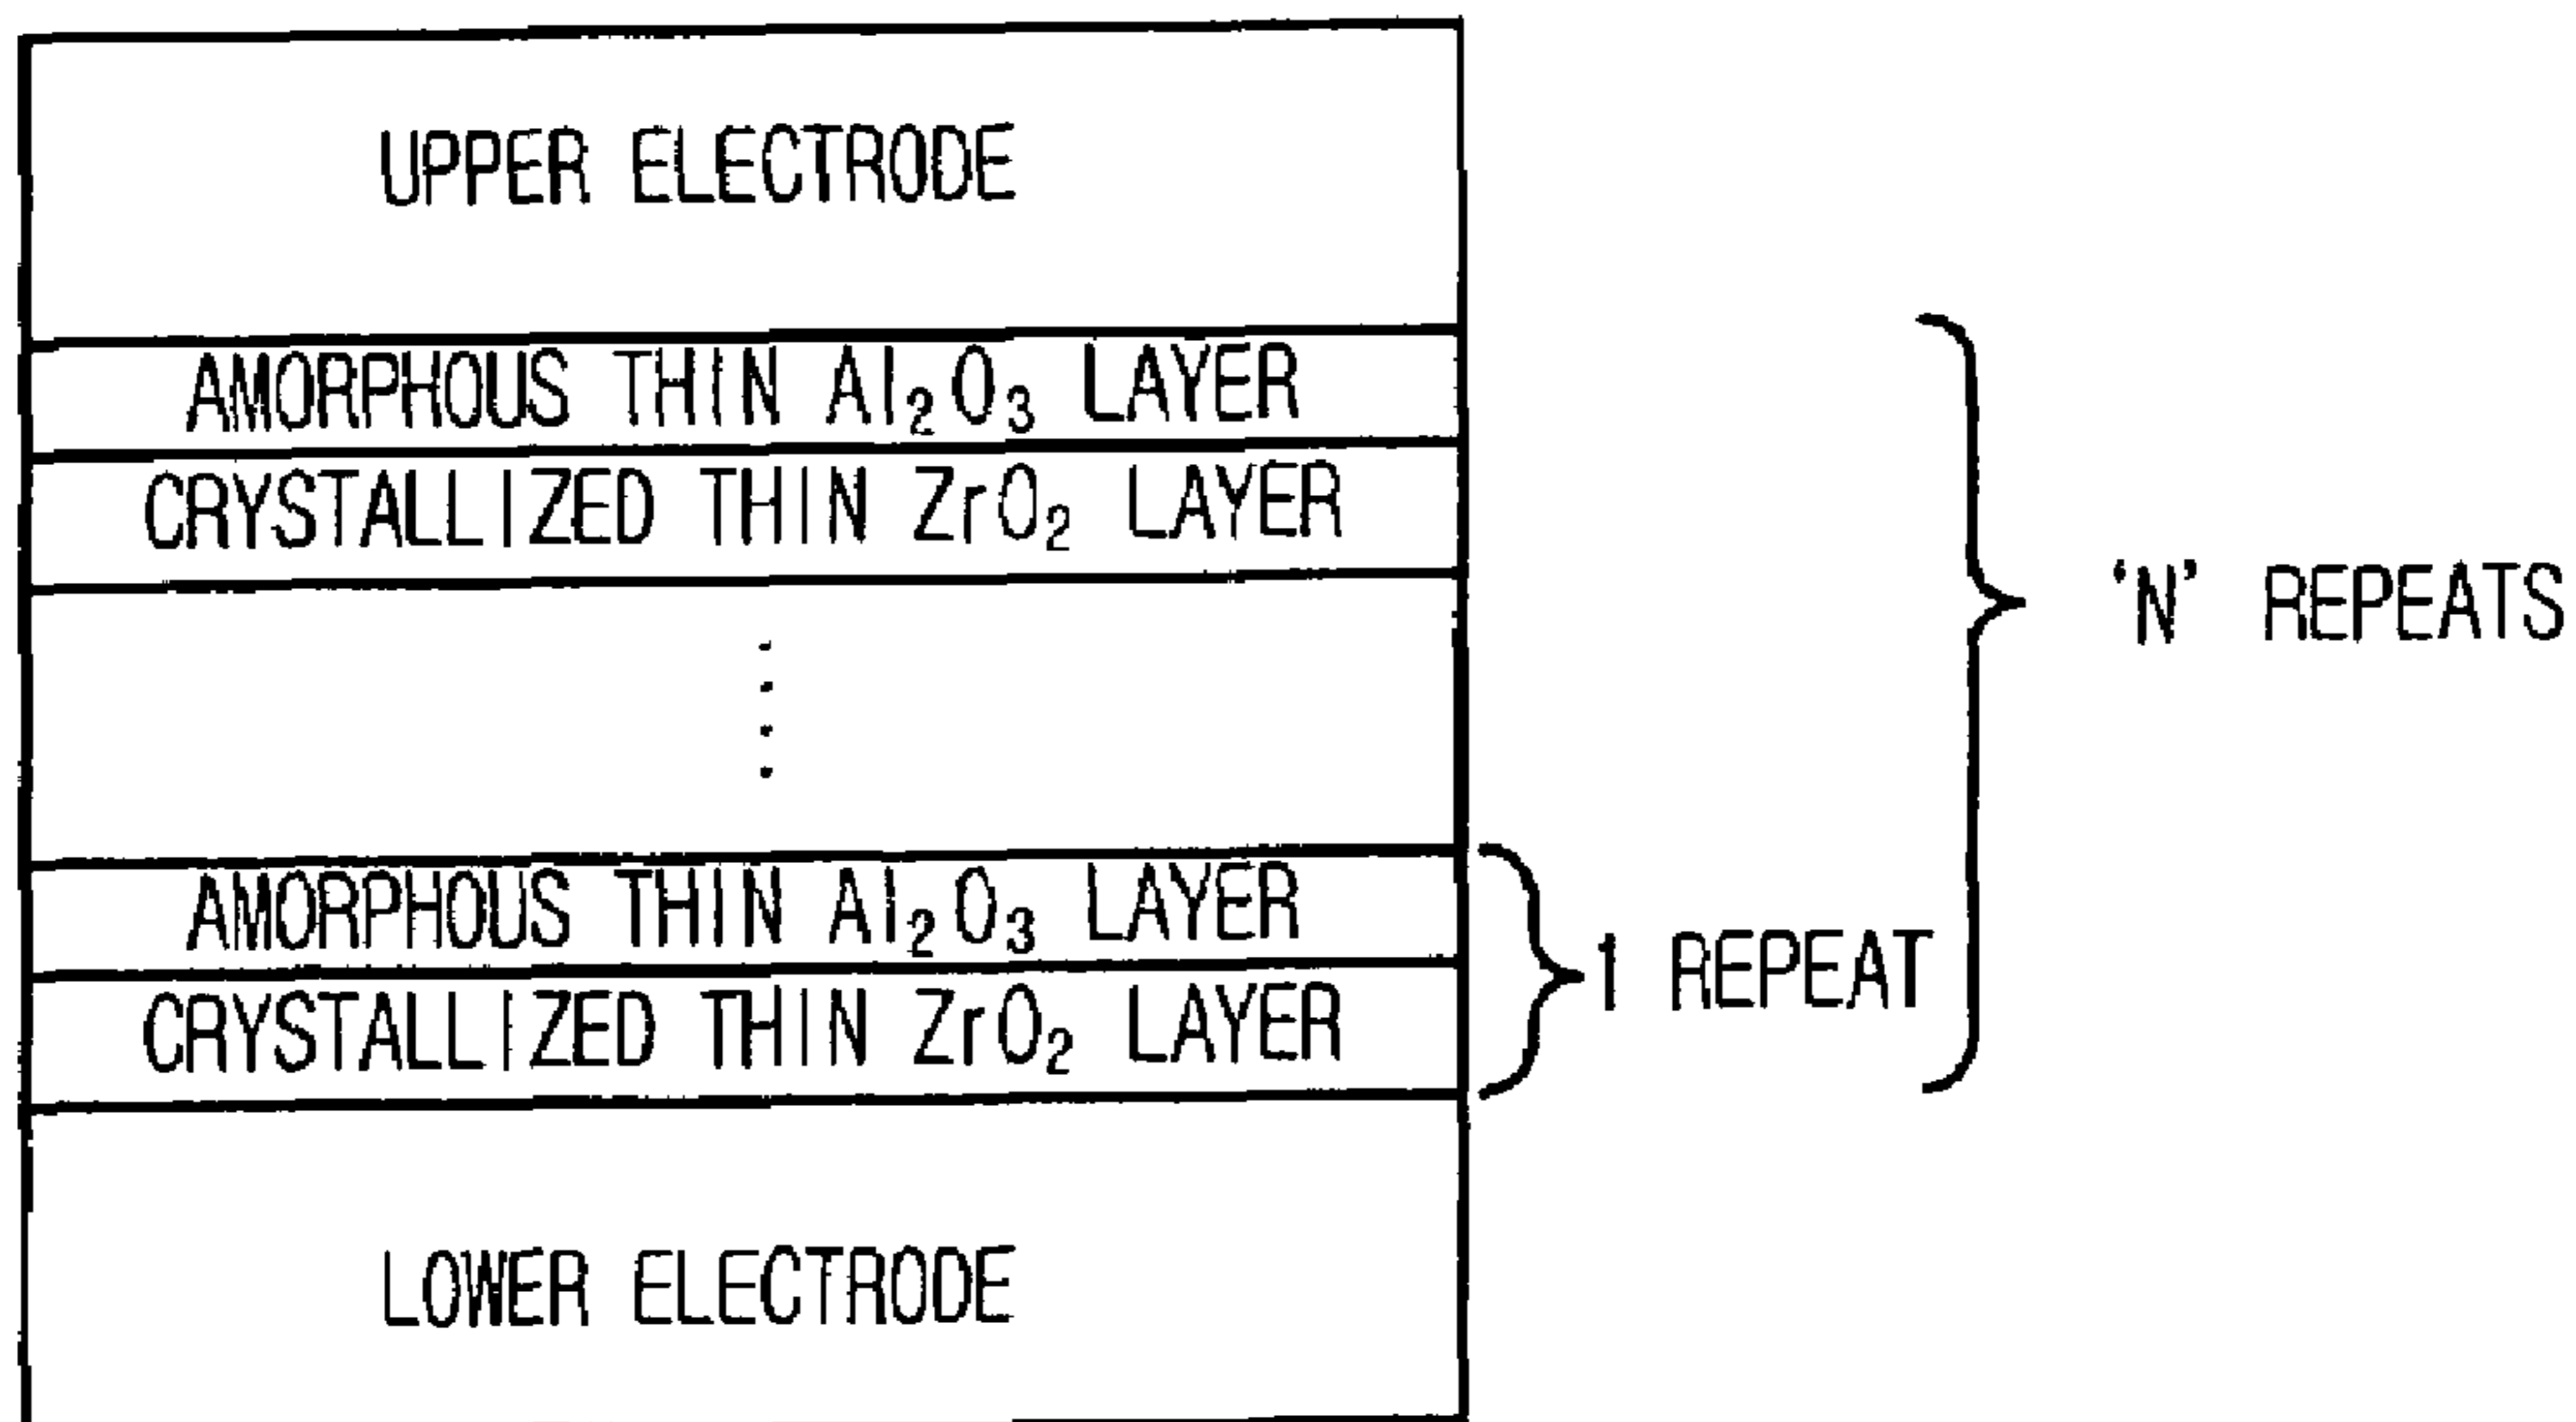 UPPER ELECTRODE
AMORPHOUS THIN Al₂O₃ LAYER
CRYSTALLIZED THIN ZrO₂ LAYER
‘N’ REPEATS
AMORPHOUS THIN Al₂O₃ LAYER
CRYSTALLIZED THIN ZrO₂ LAYER
1 REPEAT
LOWER ELECTRODE